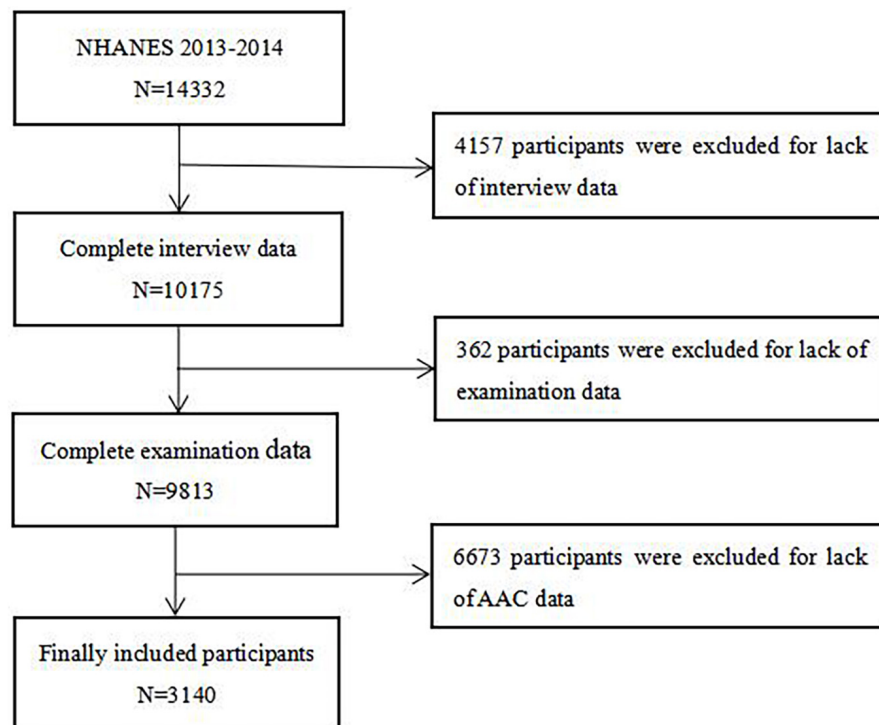 NHANES 2013-2014
N=14332
4157 participants were excluded for lack
of interview data
Complete interview data
N=10175
362 participants were excluded for lack of
examination data
Complete examination data
N=9813
6673 participants were excluded for lack
of AAC data
Finally included participants
N=3140